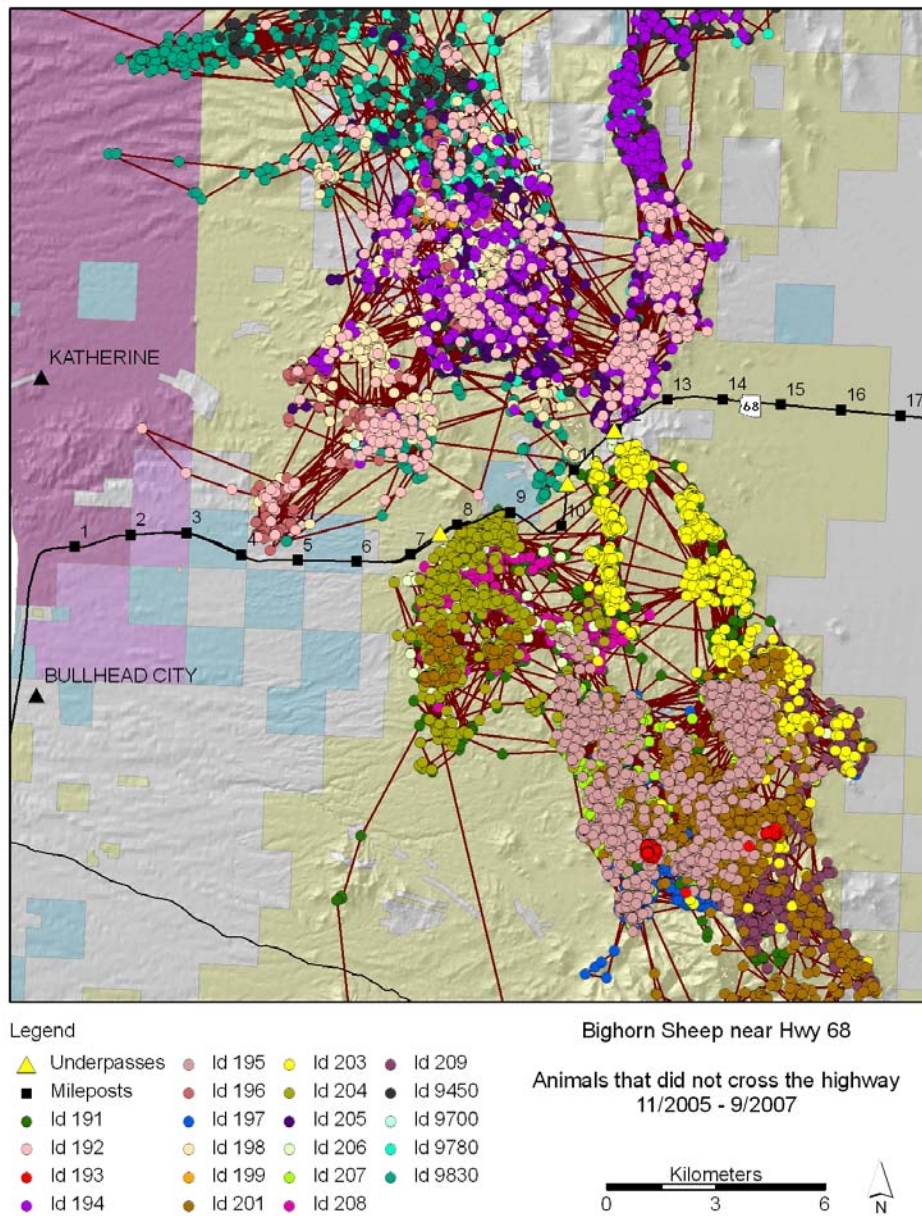 KATHERINE
BULLHEAD CITY
1
2
3
4
5
6
7
8
9
10
11
12
13
14
68
15
16
17
Legend
Underpasses
Mileposts
Id 191
Id 192
Id 193
Id 194
Id 195
Id 196
Id 197
Id 198
Id 199
Id 201
Id 203
Id 204
Id 205
Id 206
Id 207
Id 208
Id 209
Id 9450
Id 9700
Id 9780
Id 9830
Bighorn Sheep near Hwy 68
Animals that did not cross the highway
11/2005 - 9/2007
Kilometers
0 1.5 3 6
N